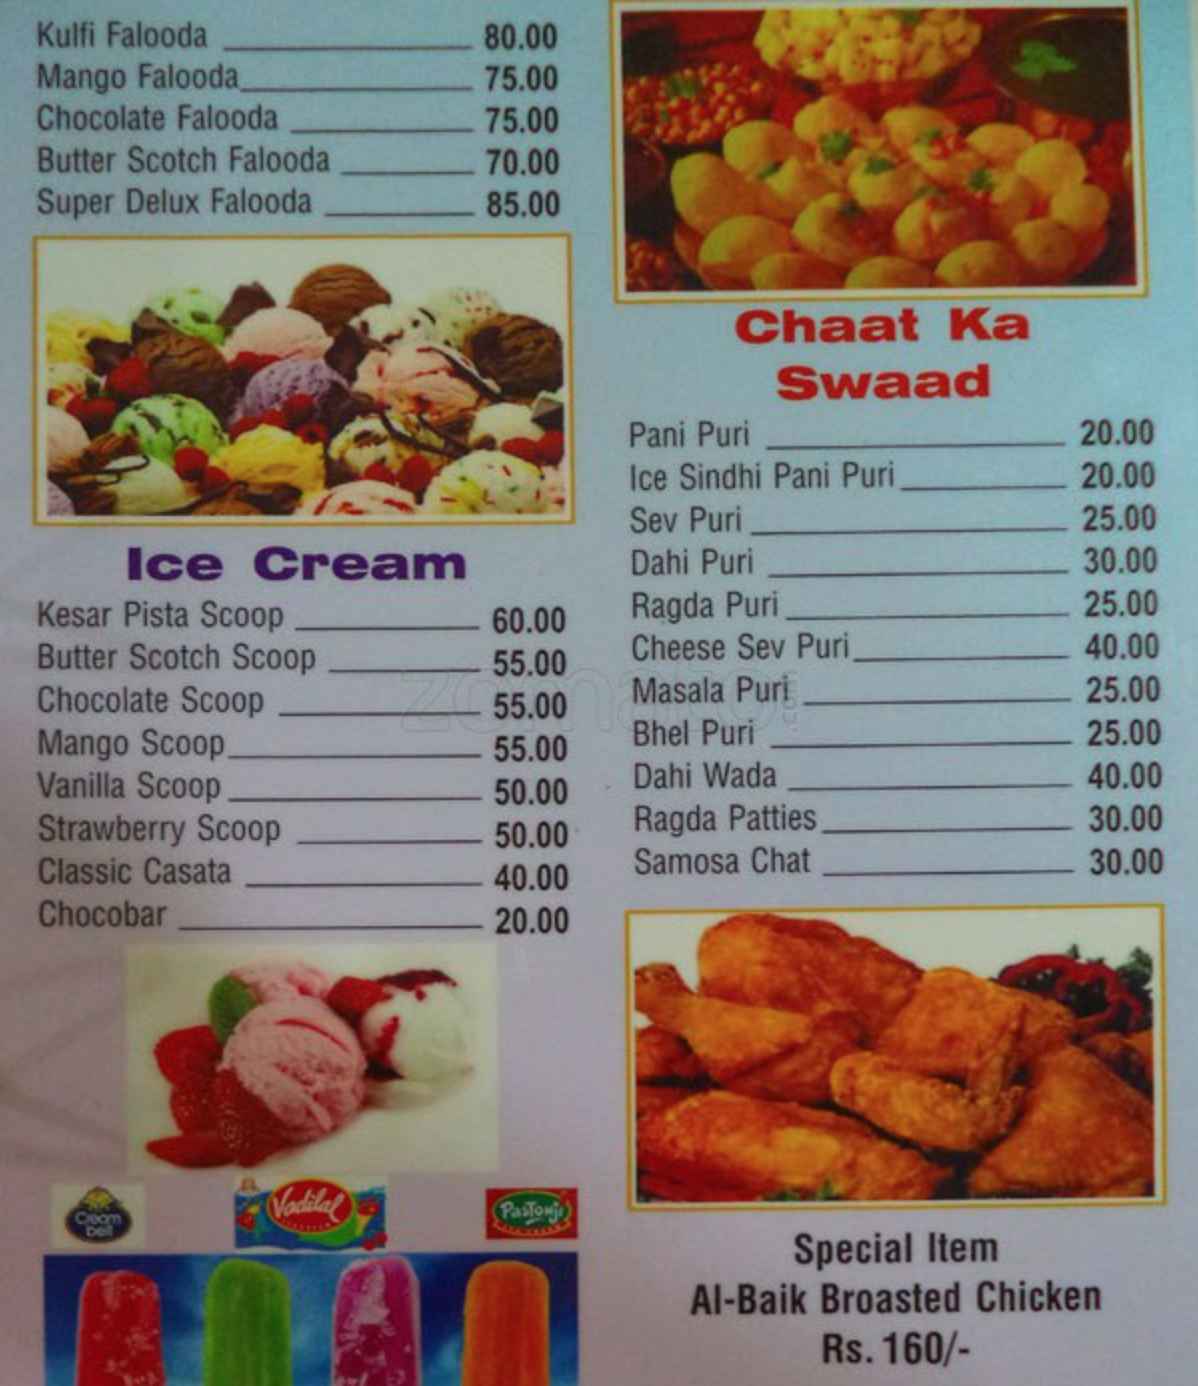 Kulfi Falooda 80.00
Mango Falooda 75.00
Chocolate Falooda 75.00
Butter Scotch Falooda 70.00
Super Delux Falooda 85.00
Ice Cream
Kesar Pista Scoop 60.00
Butter Scotch Scoop 55.00
Chocolate Scoop 55.00
Mango Scoop 55.00
Vanilla Scoop 50.00
Strawberry Scoop 50.00
Classic Casata 40.00
Chocobar 20.00
Cream
bell
Vadilal
Pastonji
Chaat Ka
Swaad
Pani Puri 20.00
Ice Sindhi Pani Puri 20.00
Sev Puri 25.00
Dahi Puri 30.00
Ragda Puri 25.00
Cheese Sev Puri 40.00
Masala Puri 25.00
Bhel Puri 25.00
Dahi Wada 40.00
Ragda Patties 30.00
Samosa Chat 30.00
Special Item
Al-Baik Broasted Chicken
Rs. 160/-